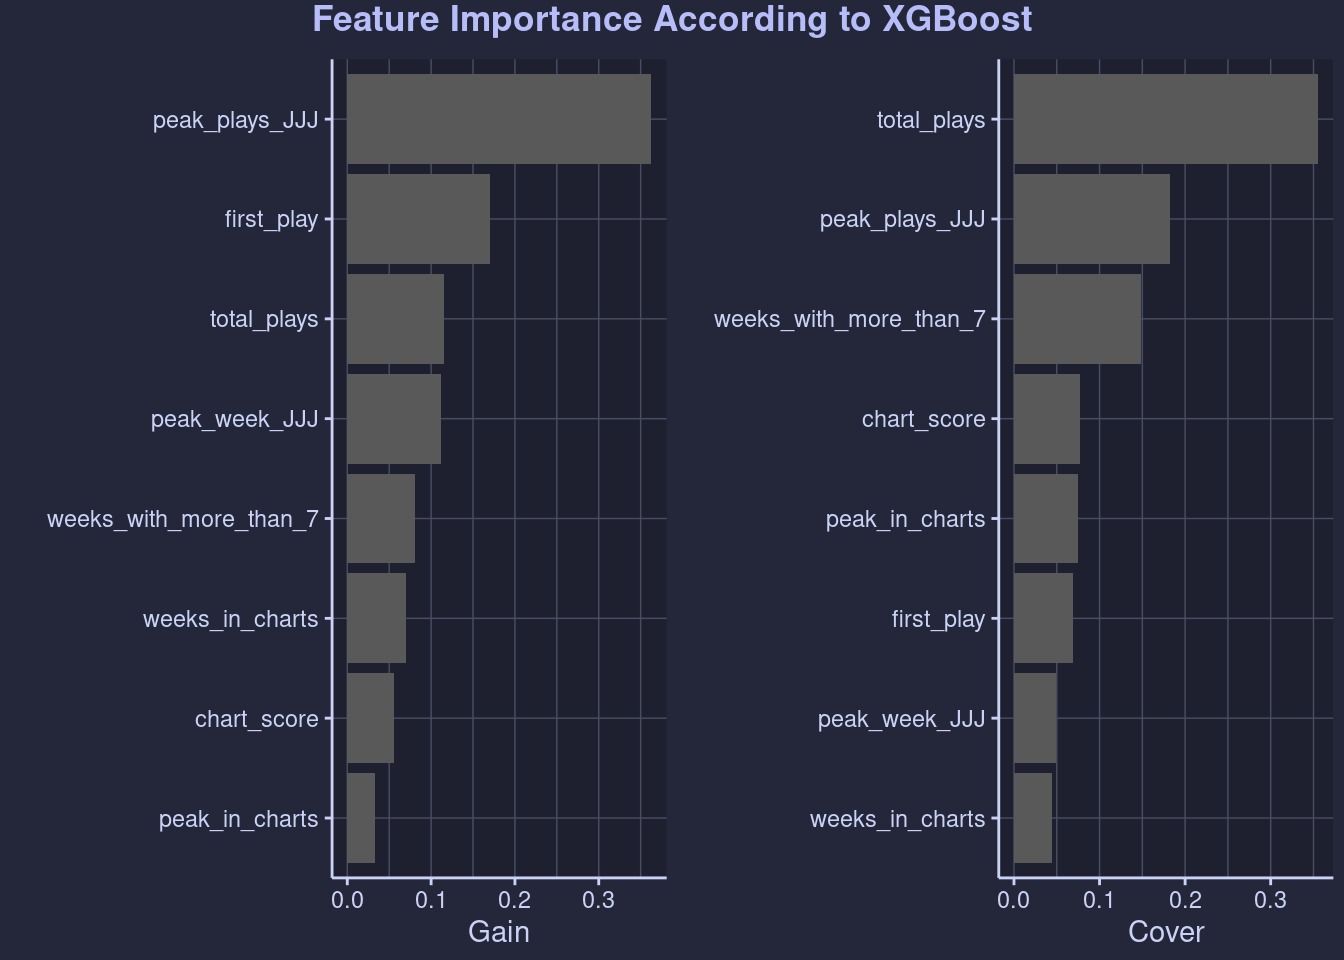 Feature Importance According to XGBoost
peak_plays_JJJ
first_play
total_plays
peak_week_JJJ
weeks_with_more_than_7
weeks_in_charts
chart_score
peak_in_charts
0.0 0.1 0.2 0.3
Gain
total_plays
peak_plays_JJJ
weeks_with_more_than_7
chart_score
peak_in_charts
first_play
peak_week_JJJ
weeks_in_charts
0.0 0.1 0.2 0.3
Cover